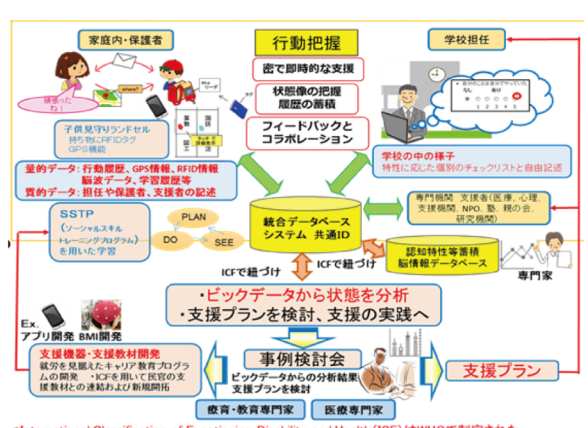 家庭内・保護者
行動把握
学校担任
密で即時的な支援
状態像の把握
履歴の蓄積
フィードバックと
コラボレーション
頑張った
ね！
where?
算数
国語
図工
子供見守りランドセル
持ち物にRFIDタグ
GPS機能
なし
あり
1 2 3 4 5
学校の中の様子
特性に応じた個別のチェックリストと自由記述
量的データ：行動履歴、GPS情報、RFID情報
脳波データ、学習履歴等
質的データ：担任や保護者、支援者の記述
専門機関 支援者（医療、心理、
支援機関、NPO、塾、親の会、
研究機関）
SSTP
（ソーシャルスキル
トレーニングプログラム）
を用いた学習
PLAN
DO
SEE
統合データベース
システム 共通ID
認知特性等蓄積
脳情報データベース
専門家
ICFで紐づけ
ICFで紐づけ
・ビックデータから状態を分析
・支援プランを検討、支援の実践へ
Ex.
アプリ開発 BMI開発
支援機器・支援教材開発
就労を見据えたキャリア教育プログラ
ムの開発 ・ICFを用いて民官の支
援教材との連結および新規開拓
事例検討会
ビックデータからの分析結果
支援プランを検討
支援プラン
療育・教育専門家
医療専門家